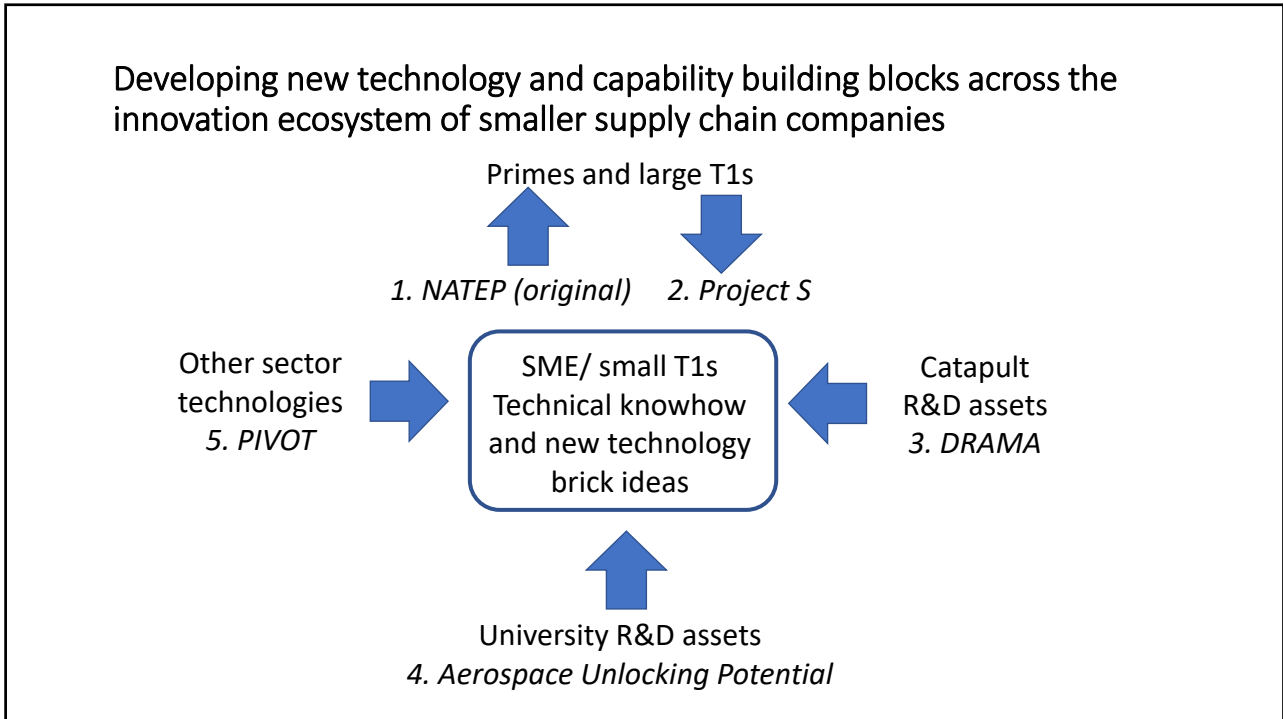 Developing new technology and capability building blocks across the
innovation ecosystem of smaller supply chain companies
Primes and large T1s
1. NATEP (original)
2. Project S
Other sector
technologies
5. PIVOT
SME/ small T1s
Technical knowhow
and new technology
brick ideas
Catapult
R&D assets
3. DRAMA
University R&D assets
4. Aerospace Unlocking Potential